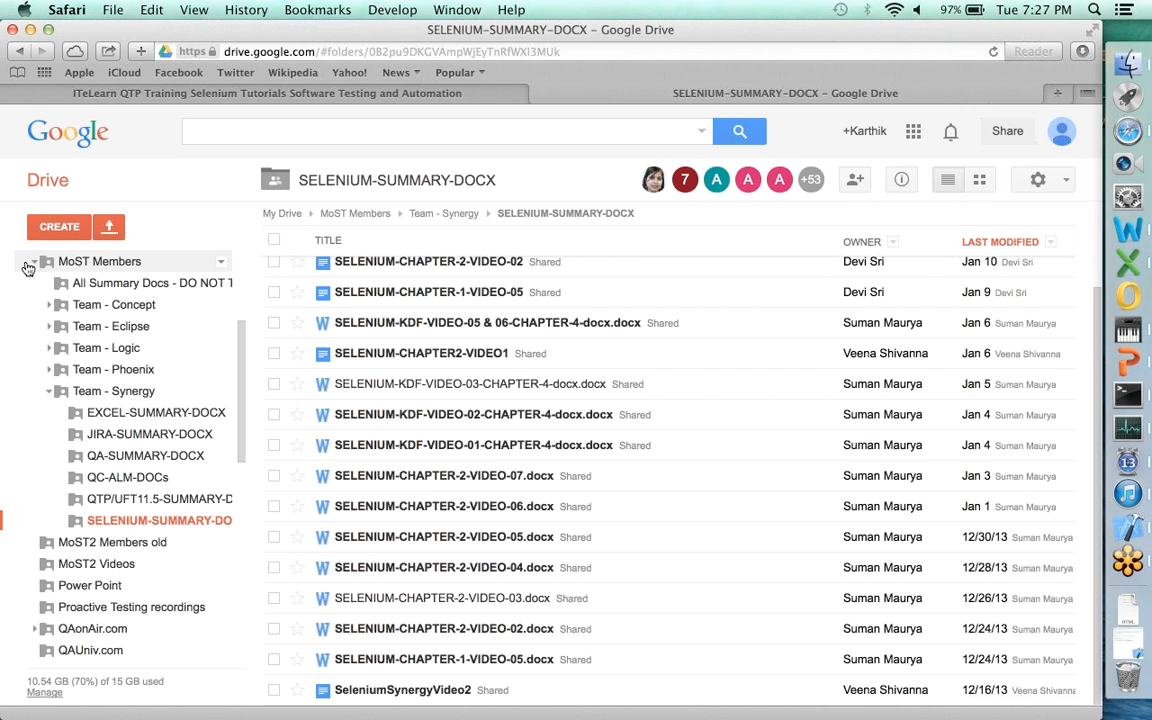 Safari File Edit View History Bookmarks Develop Window Help 97% Tue 7:27 PM
SELENIUM-SUMMARY-DOCX – Google Drive
https drive.google.com/#folders/0B2pu9DKGVAmpWjEyTnRfWXI3MUk Reader
Apple iCloud Facebook Twitter Wikipedia Yahoo! News Popular
ITeLearn QTP Training Selenium Tutorials Software Testing and Automation SELENIUM-SUMMARY-DOCX – Google Drive
Google +Karthik Share
Drive SELENIUM-SUMMARY-DOCX 7 A A A +53
My Drive MoST Members Team - Synergy SELENIUM-SUMMARY-DOCX
CREATE
TITLE OWNER LAST MODIFIED
MoST Members
All Summary Docs - DO NOT T
Team - Concept
Team - Eclipse
Team - Logic
Team - Phoenix
Team - Synergy
EXCEL-SUMMARY-DOCX
JIRA-SUMMARY-DOCX
QA-SUMMARY-DOCX
QC-ALM-DOCs
QTP/UFT11.5-SUMMARY-D
SELENIUM-SUMMARY-DO
MoST2 Members old
MoST2 Videos
Power Point
Proactive Testing recordings
QAonAir.com
QAUniv.com
10.54 GB (70%) of 15 GB used
Manage
SELENIUM-CHAPTER-2-VIDEO-02 Shared Devi Sri Jan 10 Devi Sri
SELENIUM-CHAPTER-1-VIDEO-05 Shared Devi Sri Jan 9 Devi Sri
SELENIUM-KDF-VIDEO-05 & 06-CHAPTER-4-docx.docx Shared Suman Maurya Jan 6 Suman Maurya
SELENIUM-CHAPTER2-VIDEO1 Shared Veena Shivanna Jan 6 Veena Shivanna
SELENIUM-KDF-VIDEO-03-CHAPTER-4-docx.docx Shared Suman Maurya Jan 5 Suman Maurya
SELENIUM-KDF-VIDEO-02-CHAPTER-4-docx.docx Shared Suman Maurya Jan 4 Suman Maurya
SELENIUM-KDF-VIDEO-01-CHAPTER-4-docx.docx Shared Suman Maurya Jan 4 Suman Maurya
SELENIUM-CHAPTER-2-VIDEO-07.docx Shared Suman Maurya Jan 3 Suman Maurya
SELENIUM-CHAPTER-2-VIDEO-06.docx Shared Suman Maurya Jan 1 Suman Maurya
SELENIUM-CHAPTER-2-VIDEO-05.docx Shared Suman Maurya 12/30/13 Suman Maurya
SELENIUM-CHAPTER-2-VIDEO-04.docx Shared Suman Maurya 12/28/13 Suman Maurya
SELENIUM-CHAPTER-2-VIDEO-03.docx Shared Suman Maurya 12/26/13 Suman Maurya
SELENIUM-CHAPTER-2-VIDEO-02.docx Shared Suman Maurya 12/24/13 Suman Maurya
SELENIUM-CHAPTER-1-VIDEO-05.docx Shared Suman Maurya 12/24/13 Suman Maurya
SeleniumSynergyVideo2 Shared Veena Shivanna 12/16/13 Veena Shivanna
13
HTML